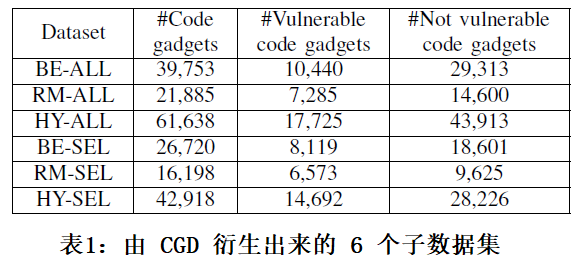 Dataset #Code gadgets #Vulnerable code gadgets #Not vulnerable code gadgets
BE-ALL 39,753 10,440 29,313
RM-ALL 21,885 7,285 14,600
HY-ALL 61,638 17,725 43,913
BE-SEL 26,720 8,119 18,601
RM-SEL 16,198 6,573 9,625
HY-SEL 42,918 14,692 28,226
表1：由 CGD 衍生出来的 6 个子数据集